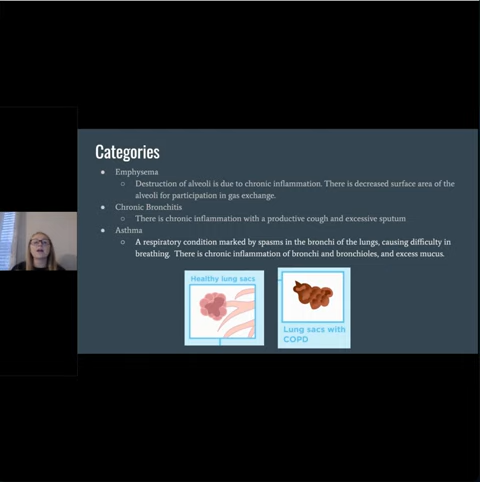 Categories
● Emphysema
○ Destruction of alveoli is due to chronic inflammation. There is decreased surface area of the
alveoli for participation in gas exchange.
● Chronic Bronchitis
○ There is chronic inflammation with a productive cough and excessive sputum
● Asthma
○ A respiratory condition marked by spasms in the bronchi of the lungs, causing difficulty in
breathing. There is chronic inflammation of bronchi and bronchioles, and excess mucus.
Healthy lung sacs
Lung sacs with
COPD